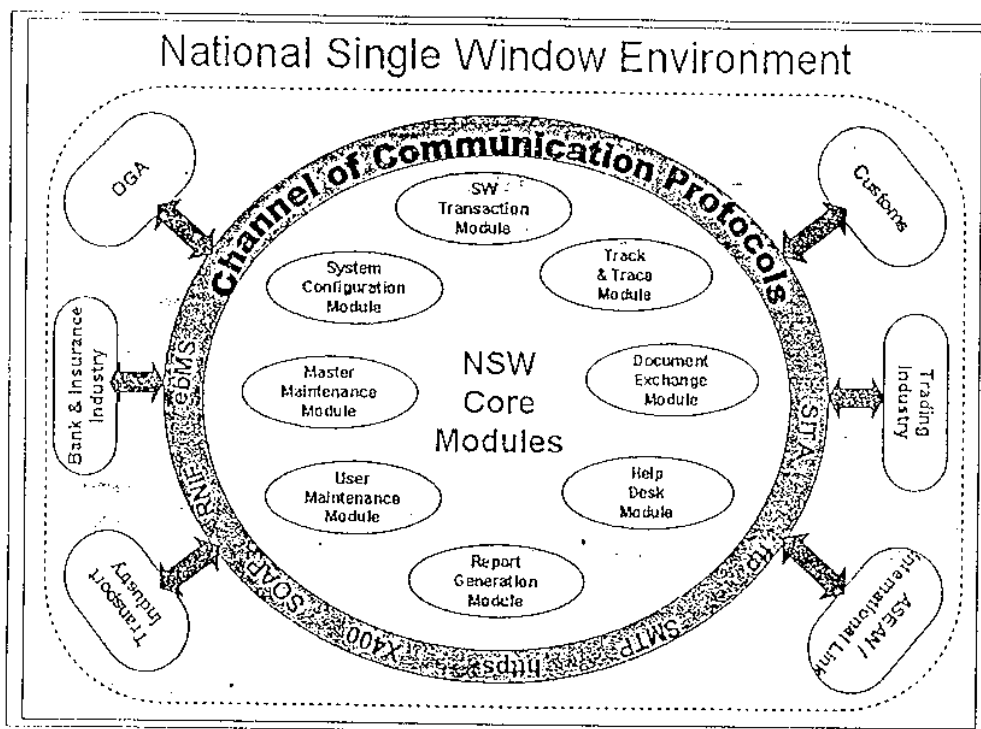 National Single Window Environment
OGA
Customs
Channel of Communication Protocols
SW
Transaction
Module
System
Configuration
Module
Track
& Trace
Module
Bank & Insurance
Industry
Master
Maintenance
Module
NSW
Core
Modules
Document
Exchange
Module
Trading
Industry
User
Maintenance
Module
Help
Desk
Module
Report
Generation
Module
Transport
Industry
ASEAN /
International Link
ebMS
RNIF
SOAP
X400
https
SMTP
SITA